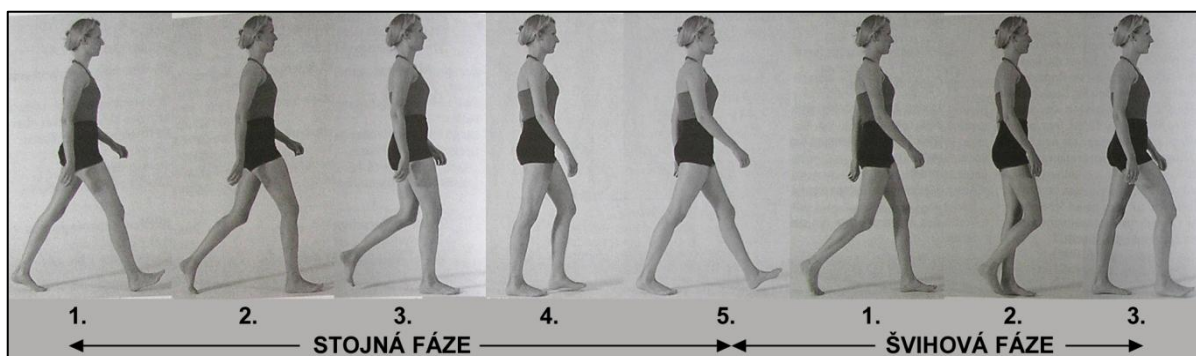 1. 2. 3. 4. 5. 1. 2. 3.
STOJNÁ FÁZE ŠVIHOVÁ FÁZE